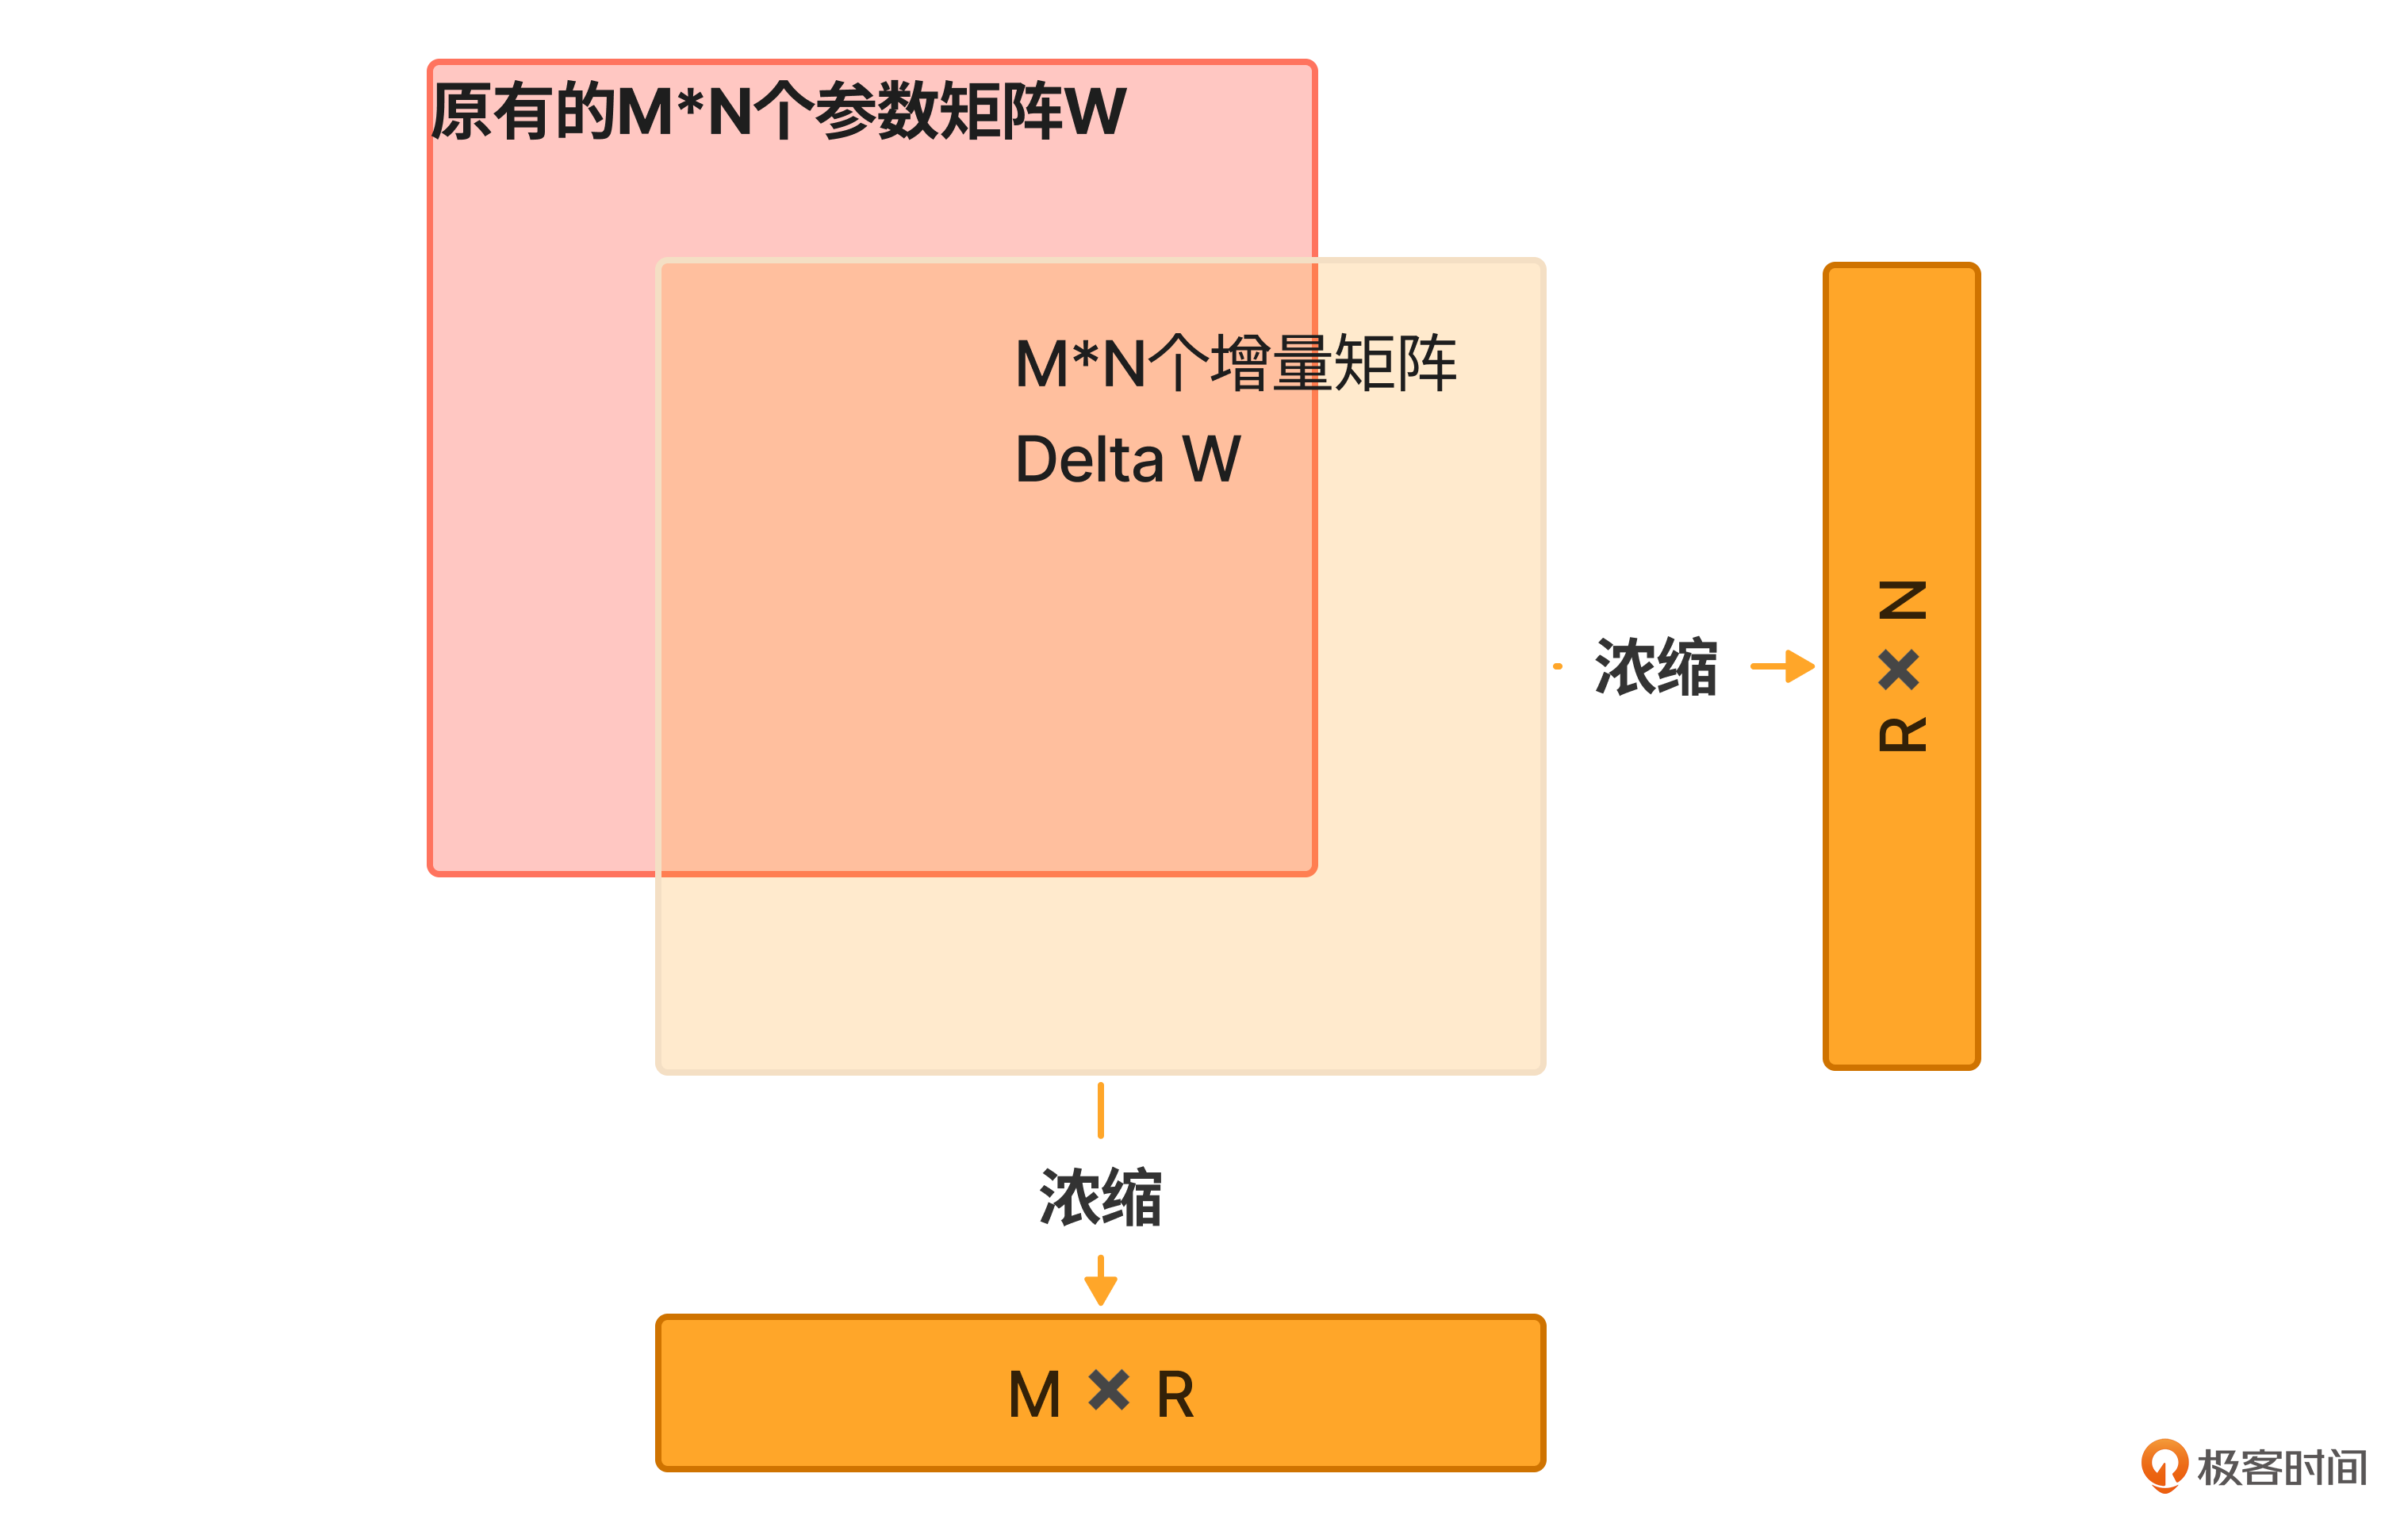 原有的M*N个参数矩阵W
M*N个增量矩阵
Delta W
浓缩
R × N
浓缩
M × R
极客时间